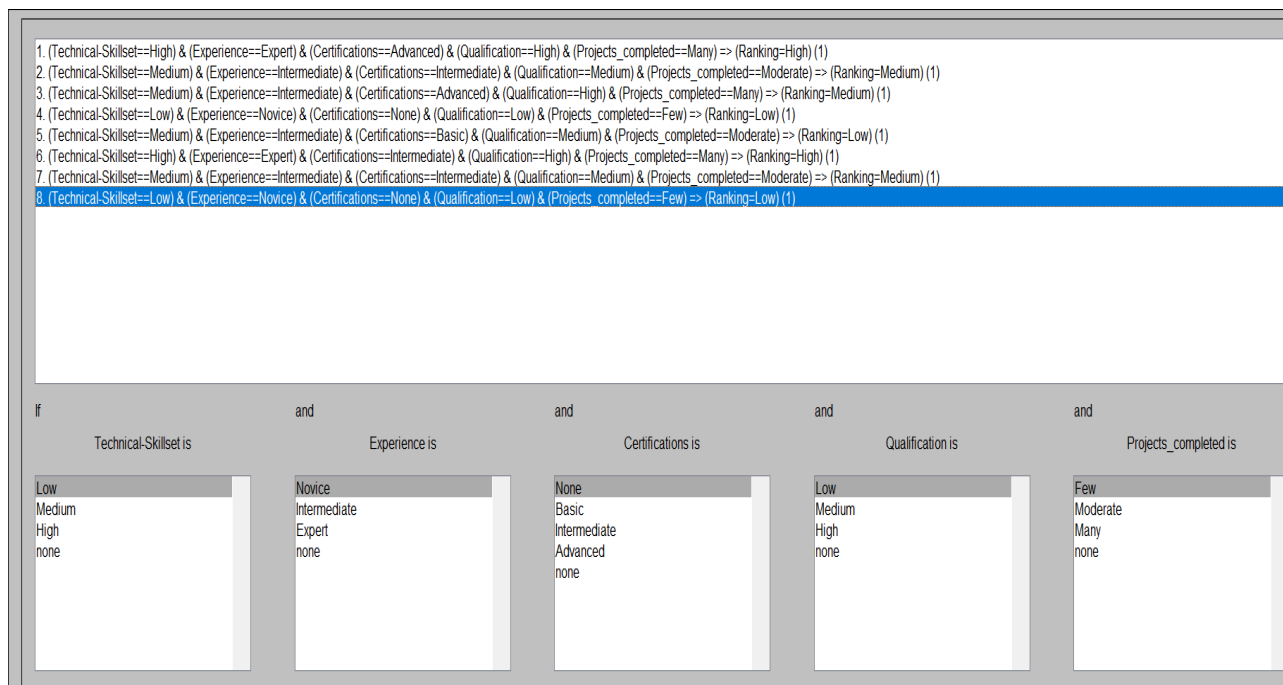 1. (Technical-Skillset==High) & (Experience==Expert) & (Certifications==Advanced) & (Qualification==High) & (Projects_completed==Many) => (Ranking=High) (1)
2. (Technical-Skillset==Medium) & (Experience==Intermediate) & (Certifications==Intermediate) & (Qualification==Medium) & (Projects_completed==Moderate) => (Ranking=Medium) (1)
3. (Technical-Skillset==Medium) & (Experience==Intermediate) & (Certifications==Advanced) & (Qualification==High) & (Projects_completed==Many) => (Ranking=Medium) (1)
4. (Technical-Skillset==Low) & (Experience==Novice) & (Certifications==None) & (Qualification==Low) & (Projects_completed==Few) => (Ranking=Low) (1)
5. (Technical-Skillset==Medium) & (Experience==Intermediate) & (Certifications==Basic) & (Qualification==Medium) & (Projects_completed==Moderate) => (Ranking=Low) (1)
6. (Technical-Skillset==High) & (Experience==Expert) & (Certifications==Intermediate) & (Qualification==High) & (Projects_completed==Many) => (Ranking=High) (1)
7. (Technical-Skillset==Medium) & (Experience==Intermediate) & (Certifications==Intermediate) & (Qualification==Medium) & (Projects_completed==Moderate) => (Ranking=Medium) (1)
8. (Technical-Skillset==Low) & (Experience==Novice) & (Certifications==None) & (Qualification==Low) & (Projects_completed==Few) => (Ranking=Low) (1)
If and and and and
Technical-Skillset is Experience is Certifications is Qualification is Projects_completed is
Low Novice None Low Few
Medium Intermediate Basic Medium Moderate
High Expert Intermediate High Many
none none Advanced none none
none